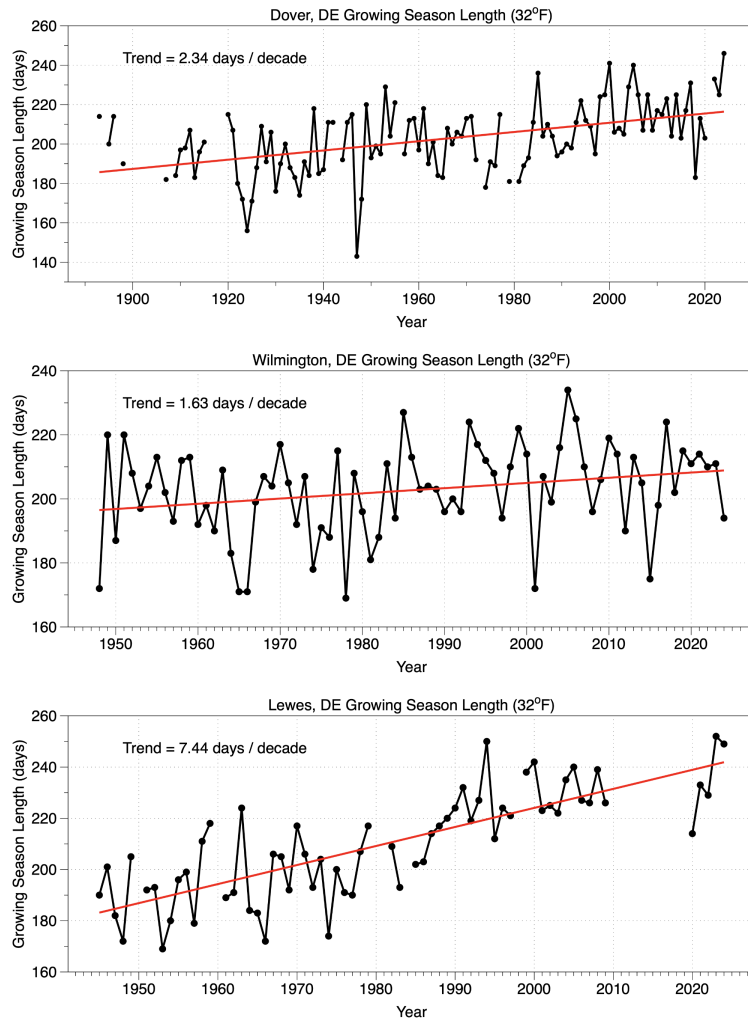 Dover, DE Growing Season Length (32°F)
Trend = 2.34 days / decade
Growing Season Length (days)
260
240
220
200
180
160
140
1900 1920 1940 1960 1980 2000 2020
Year
Wilmington, DE Growing Season Length (32°F)
Trend = 1.63 days / decade
Growing Season Length (days)
240
220
200
180
160
1950 1960 1970 1980 1990 2000 2010 2020
Year
Lewes, DE Growing Season Length (32°F)
Trend = 7.44 days / decade
Growing Season Length (days)
260
240
220
200
180
160
1950 1960 1970 1980 1990 2000 2010 2020
Year